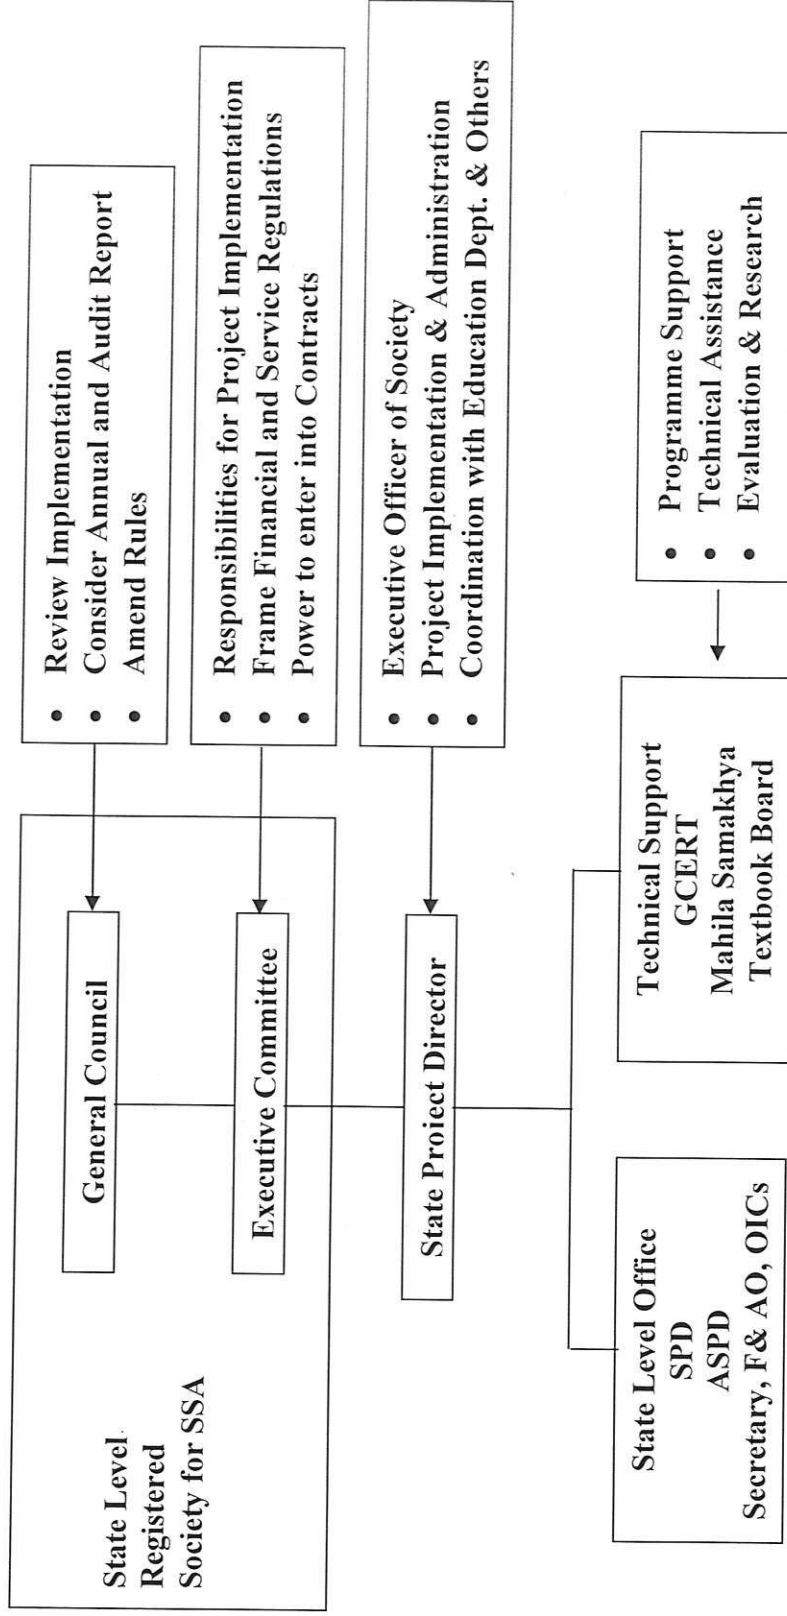 State Level
Registered
Society for SSA
General Council
• Review Implementation
• Consider Annual and Audit Report
• Amend Rules
Executive Committee
• Responsibilities for Project Implementation
• Frame Financial and Service Regulations
• Power to enter into Contracts
State Project Director
• Executive Officer of Society
• Project Implementation & Administration
• Coordination with Education Dept. & Others
State Level Office
SPD
ASPD
Secretary, F& AO, OICs
Technical Support
GCERT
Mahila Samakhya
Textbook Board
• Programme Support
• Technical Assistance
• Evaluation & Research